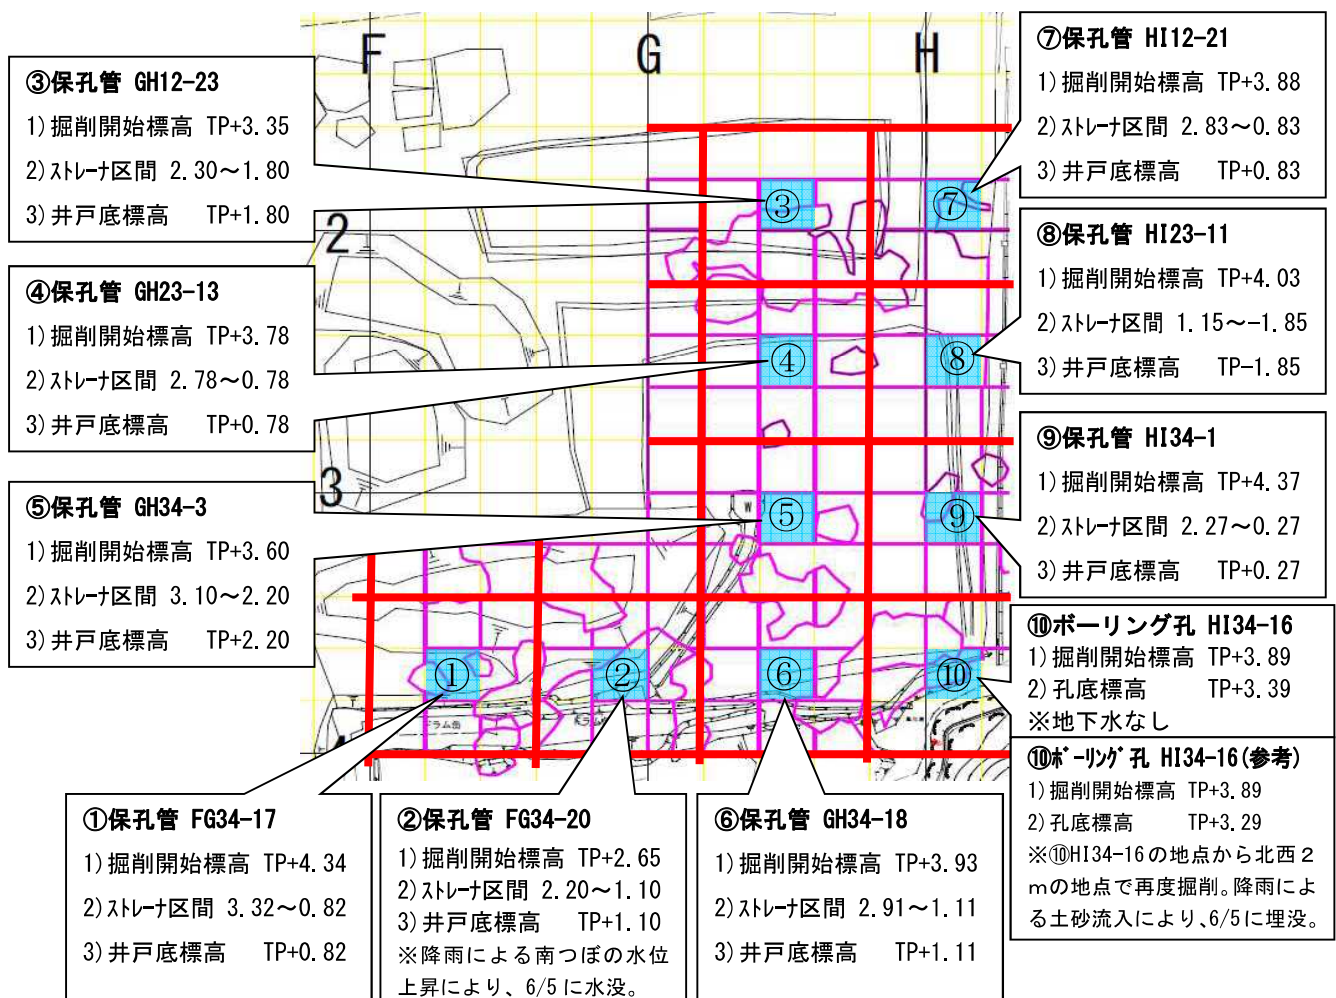 F
G
H
2
3
③保孔管 GH12-23
1)掘削開始標高 TP+3.35
2)ストレーナ区間 2.30～1.80
3)井戸底標高 TP+1.80
④保孔管 GH23-13
1)掘削開始標高 TP+3.78
2)ストレーナ区間 2.78～0.78
3)井戸底標高 TP+0.78
⑤保孔管 GH34-3
1)掘削開始標高 TP+3.60
2)ストレーナ区間 3.10～2.20
3)井戸底標高 TP+2.20
⑦保孔管 HI12-21
1)掘削開始標高 TP+3.88
2)ストレーナ区間 2.83～0.83
3)井戸底標高 TP+0.83
⑧保孔管 HI23-11
1)掘削開始標高 TP+4.03
2)ストレーナ区間 1.15～-1.85
3)井戸底標高 TP-1.85
⑨保孔管 HI34-1
1)掘削開始標高 TP+4.37
2)ストレーナ区間 2.27～0.27
3)井戸底標高 TP+0.27
⑩ボーリング孔 HI34-16
1)掘削開始標高 TP+3.89
2)孔底標高 TP+3.39
※地下水なし
⑩ボーリング孔 HI34-16(参考)
1)掘削開始標高 TP+3.89
2)孔底標高 TP+3.29
※⑩HI34-16の地点から北西２
ｍの地点で再度掘削。降雨によ
る土砂流入により、6/5に埋没。
③
⑦
④
⑧
W
⑤
⑨
①
②
⑥
⑩
ドラム缶
①保孔管 FG34-17
1)掘削開始標高 TP+4.34
2)ストレーナ区間 3.32～0.82
3)井戸底標高 TP+0.82
②保孔管 FG34-20
1)掘削開始標高 TP+2.65
2)ストレーナ区間 2.20～1.10
3)井戸底標高 TP+1.10
※降雨による南つぼの水位
上昇により、6/5に水没。
⑥保孔管 GH34-18
1)掘削開始標高 TP+3.93
2)ストレーナ区間 2.91～1.11
3)井戸底標高 TP+1.11